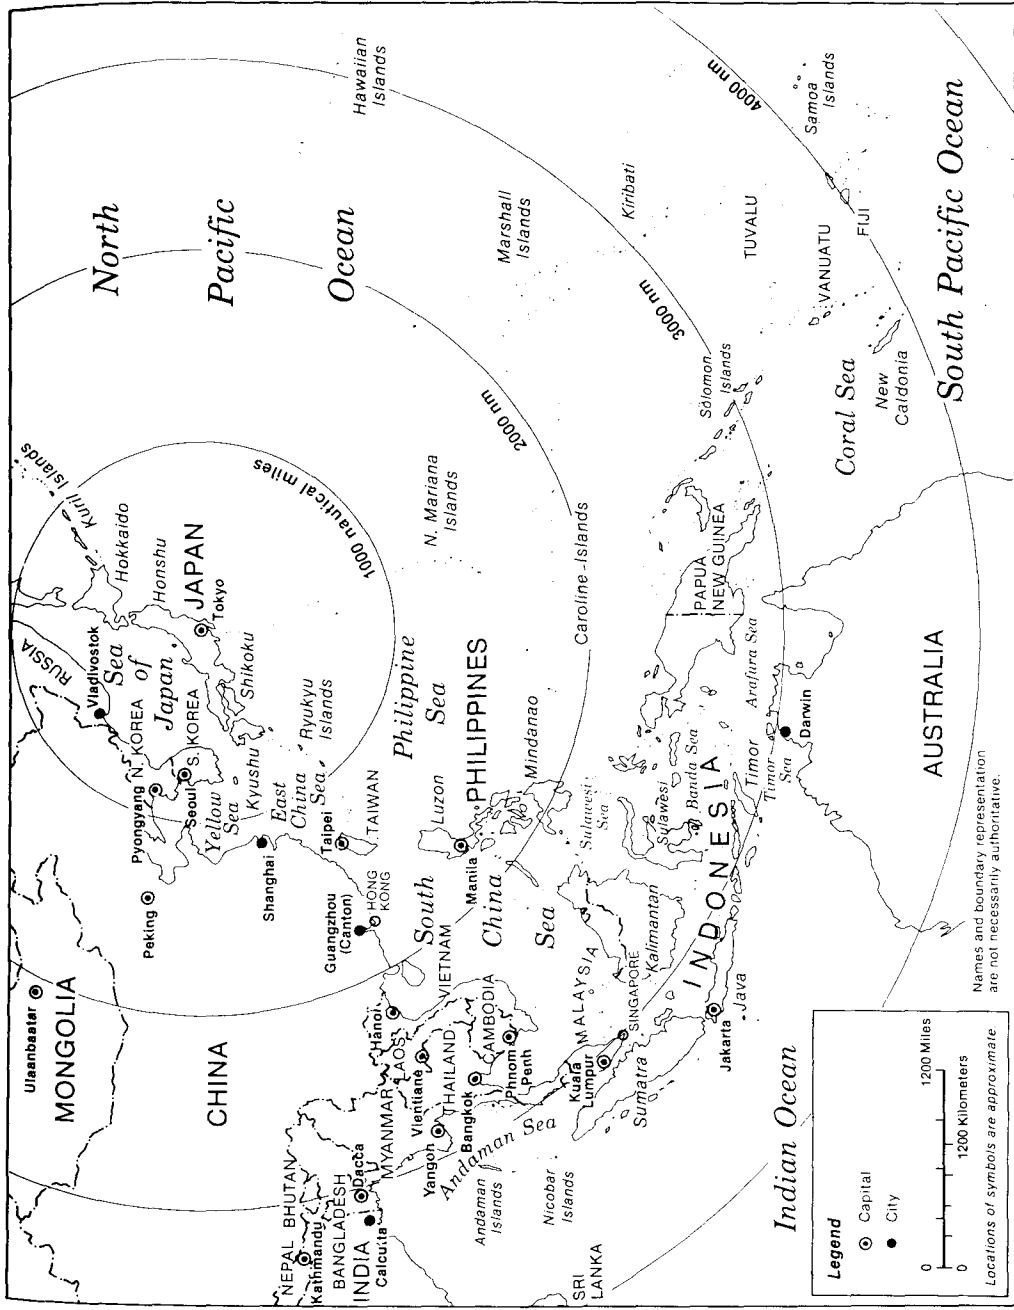 North
Pacific
Ocean
Hawaiian
Islands
Marshall
Islands
Kiribati
TUVALU
Samoa
Islands
FIJI
VANUATU
New
Caldonia
Coral Sea
South Pacific Ocean
4000 nm
3000 nm
2000 nm
1000 nautical miles
Solomon
Islands
Kuril Islands
Hokkaido
Honshu
JAPAN
Tokyo
Shikoku
Kyushu
Ryukyu
Islands
N. Mariana
Islands
Caroline Islands
PAPUA
NEW GUINEA
RUSSIA
Vladivostok
Sea
of
Japan
N. KOREA
Pyongyang
S. KOREA
Seoul
Yellow
Sea
East
China
Sea
Philippine
Sea
PHILIPPINES
Luzon
Manila
Mindanao
Taipei
TAIWAN
Shanghai
Peking
Guangzhou
(Canton)
HONG
KONG
South
China
Sea
Sulawesi
Sea
Sulawesi
Banda Sea
Arafura Sea
Timor
Timor
Sea
Darwin
AUSTRALIA
INDONESIA
Kalimantan
MALAYSIA
SINGAPORE
Kuala
Lumpur
Sumatra
Jakarta
Java
Ulaanbaatar
MONGOLIA
CHINA
Hanoi
VIETNAM
LAOS
Vientiane
THAILAND
CAMBODIA
Phnom
Penh
Bangkok
MYANMAR
Yangon
Andaman Sea
Andaman
Islands
Nicobar
Islands
NEPAL
BHUTAN
Kathmandu
BANGLADESH
Dacca
INDIA
Calcutta
SRI
LANKA
Indian Ocean
Names and boundary representation
are not necessarily authoritative.
Legend
Capital
City
0 1200 Miles
0 1200 Kilometers
Locations of symbols are approximate